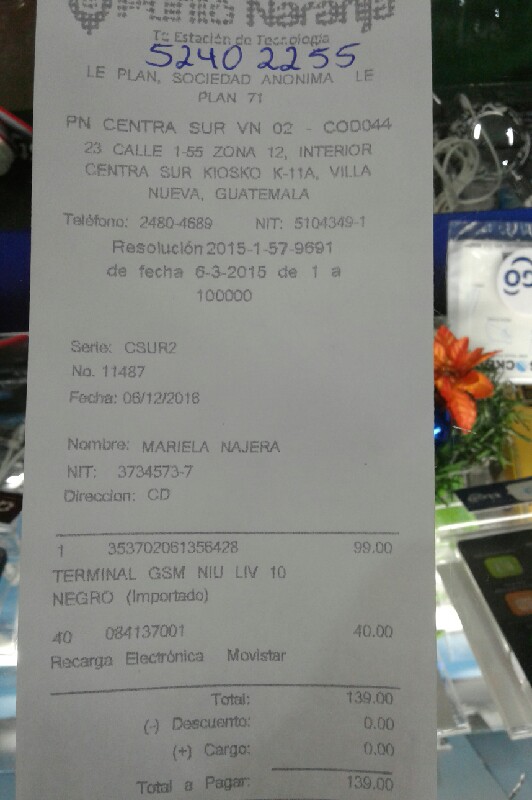 Punto Naranja
Tu Estación de Tecnología
5240 2255
LE PLAN, SOCIEDAD ANONIMA LE
PLAN 71
PN CENTRA SUR VN 02 - COD044
23 CALLE 1-55 ZONA 12, INTERIOR
CENTRA SUR KIOSKO K-11A, VILLA
NUEVA, GUATEMALA
Teléfono: 2480-4689 NIT: 5104349-1
Resolución 2015-1-57-9691
de fecha 6-3-2015 de 1 a
100000
Serie: CSUR2
No. 11487
Fecha: 06/12/2016
Nombre: MARIELA NAJERA
NIT: 3734573-7
Direccion: CD
1 353702061356428 99.00
TERMINAL GSM NIU LIV 10
NEGRO (Importado)
40 084137001 40.00
Recarga Electrónica Movistar
Total: 139.00
(-) Descuento: 0.00
(+) Cargo: 0.00
Total a Pagar: 139.00